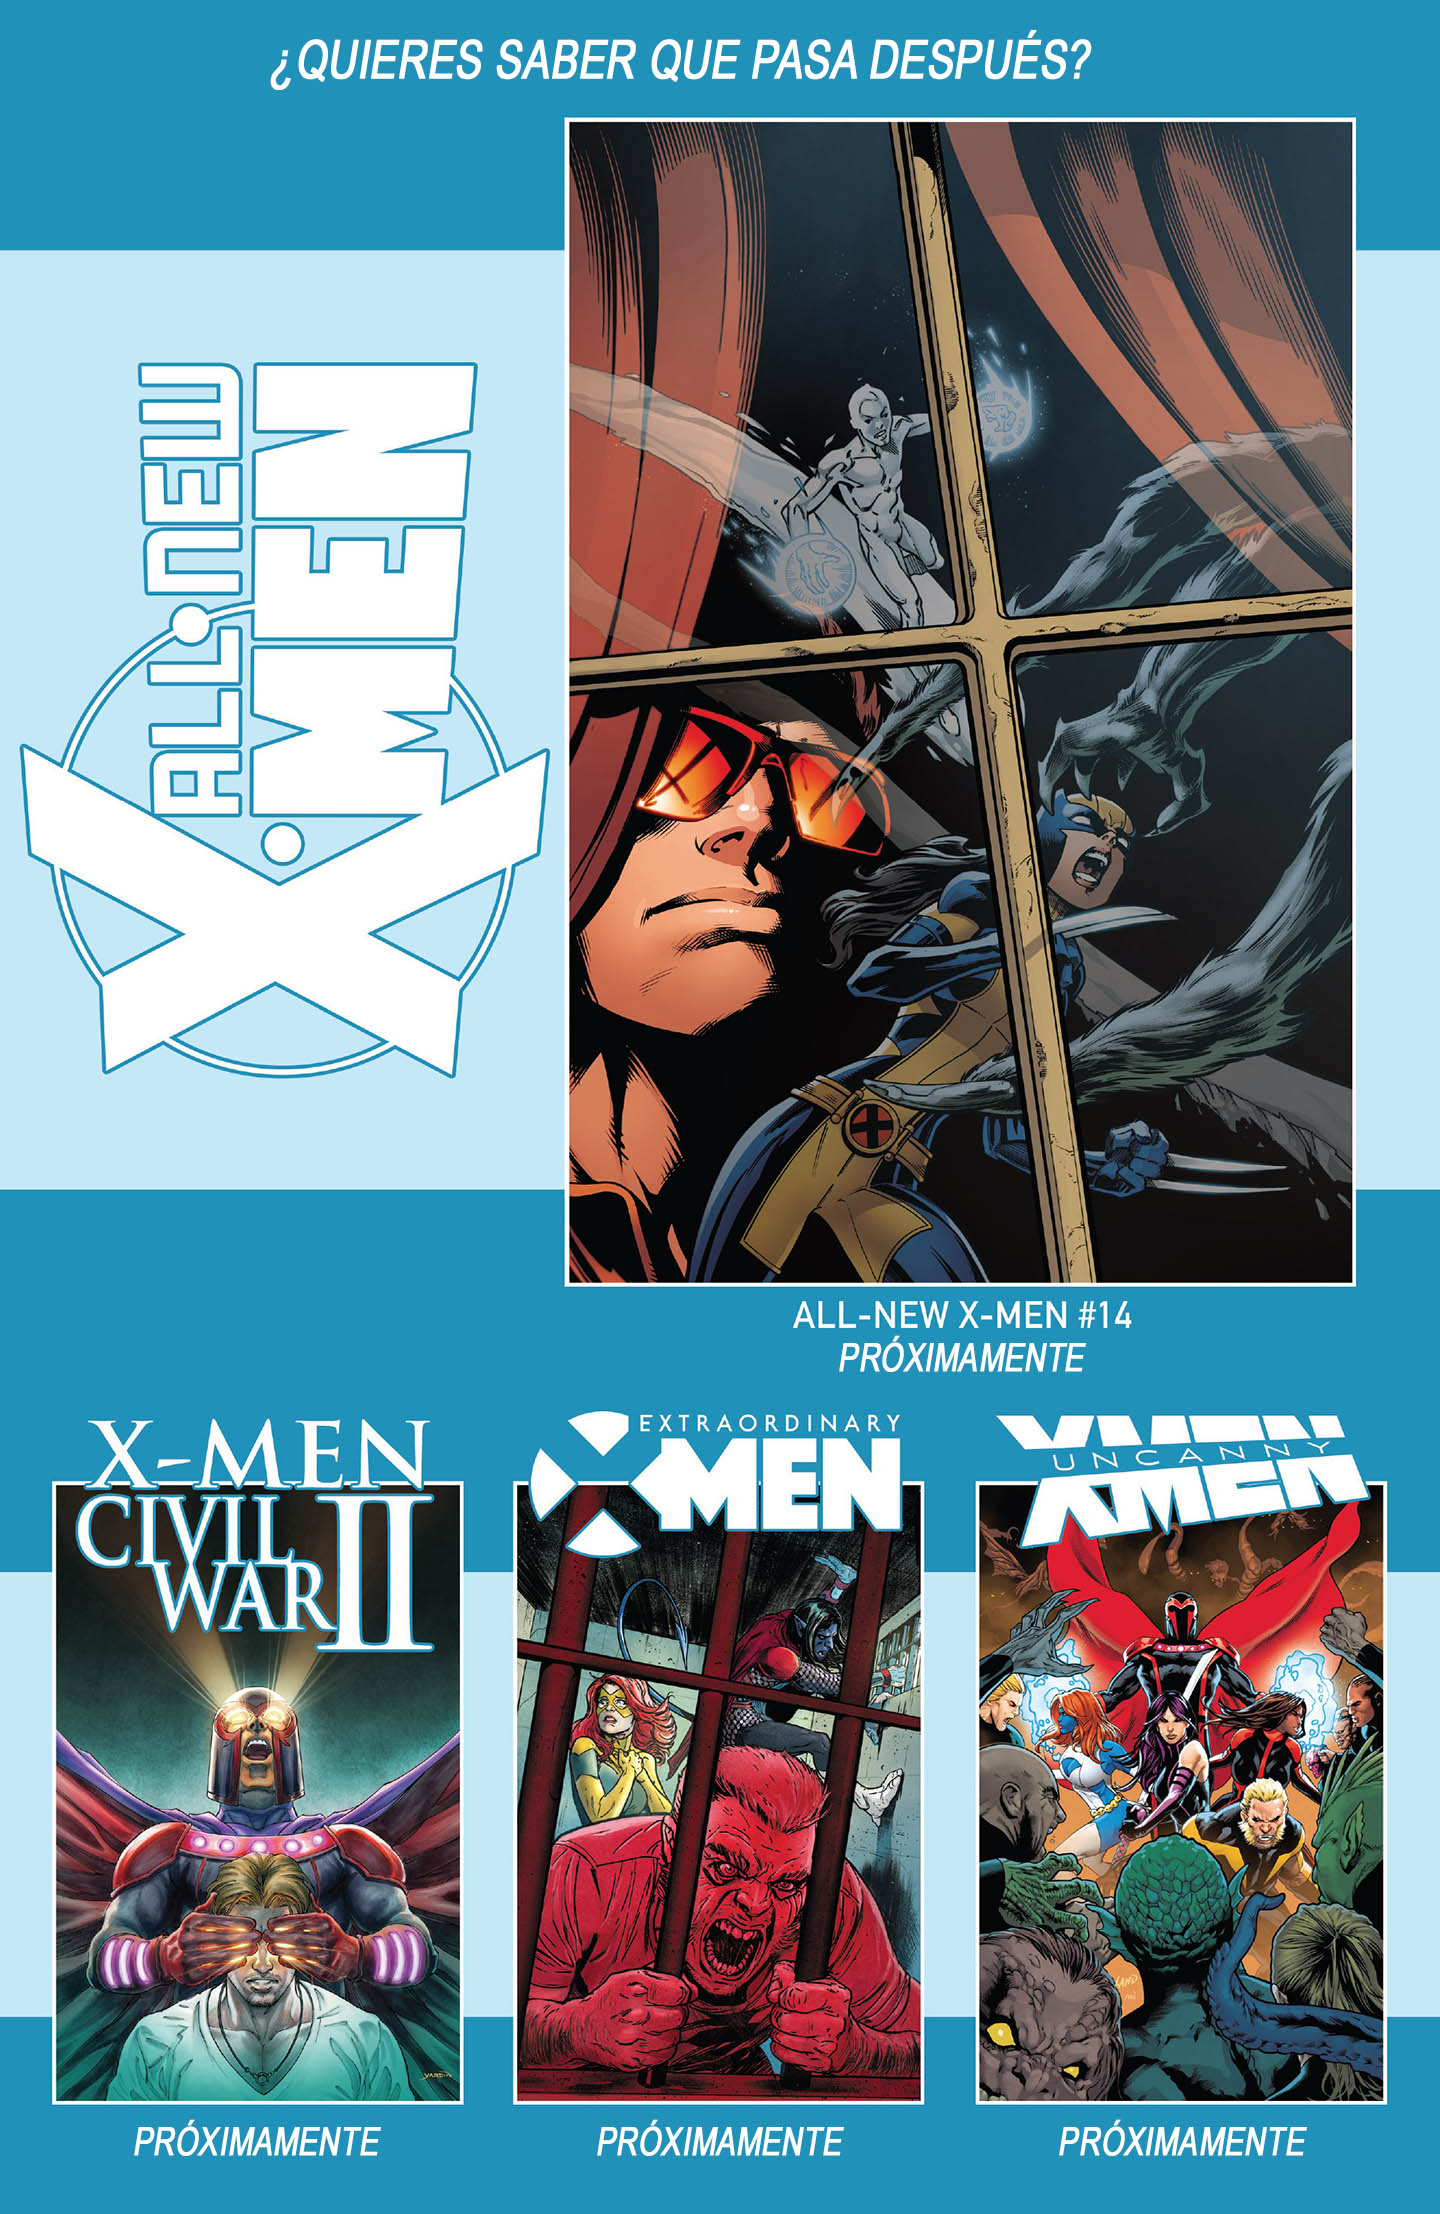 ¿QUIERES SABER QUE PASA DESPUÉS?
ALL-NEW
X-MEN
ALL-NEW X-MEN #14
PRÓXIMAMENTE
X-MEN
CIVIL
WAR II
PRÓXIMAMENTE
EXTRAORDINARY
X-MEN
PRÓXIMAMENTE
UNCANNY
X-MEN
LAND
PRÓXIMAMENTE